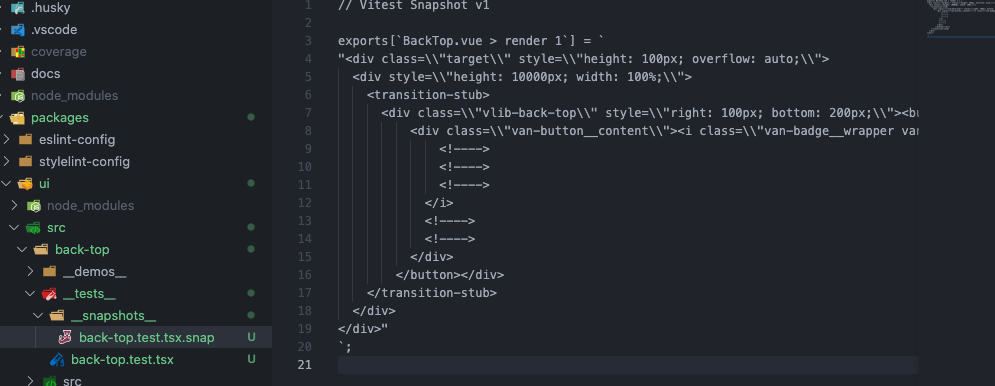 .husky
.vscode
coverage
docs
node_modules
packages
eslint-config
stylelint-config
ui
node_modules
src
back-top
__demos__
__tests__
__snapshots__
back-top.test.tsx.snap U
back-top.test.tsx U
src
1 // Vitest Snapshot v1
2
3 exports[`BackTop.vue > render 1`] = `
4 "<div class=\\"target\\" style=\\"height: 100px; overflow: auto;\\">
5 <div style=\\"height: 10000px; width: 100%;\\">
6 <transition-stub>
7 <div class=\\"vlib-back-top\\" style=\\"right: 100px; bottom: 200px;\\"><bu
8 <div class=\\"van-button__content\\"><i class=\\"van-badge__wrapper van
9 <!---->
10 <!---->
11 <!---->
12 </i>
13 <!---->
14 <!---->
15 </div>
16 </button></div>
17 </transition-stub>
18 </div>
19 </div>"
20 `;
21